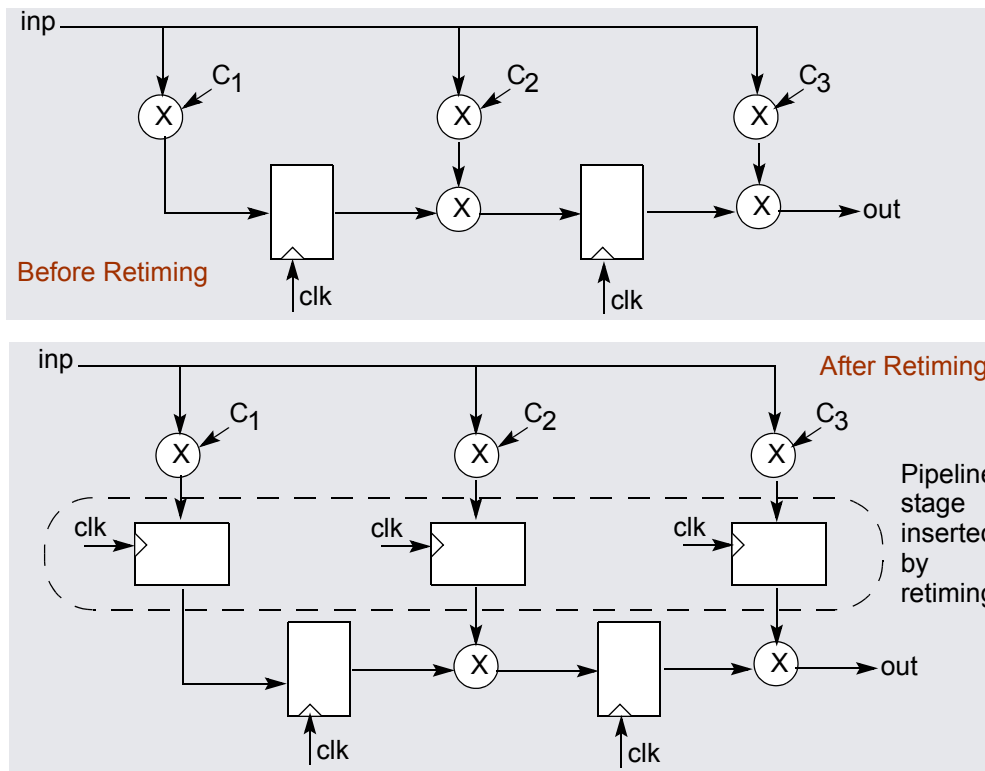 inp
C1
C2
C3
X
X
X
X
X
out
Before Retiming
clk
clk
inp
After Retiming
C1
C2
C3
X
X
X
Pipeline
stage
inserted
by
retiming
clk
clk
clk
X
X
out
clk
clk